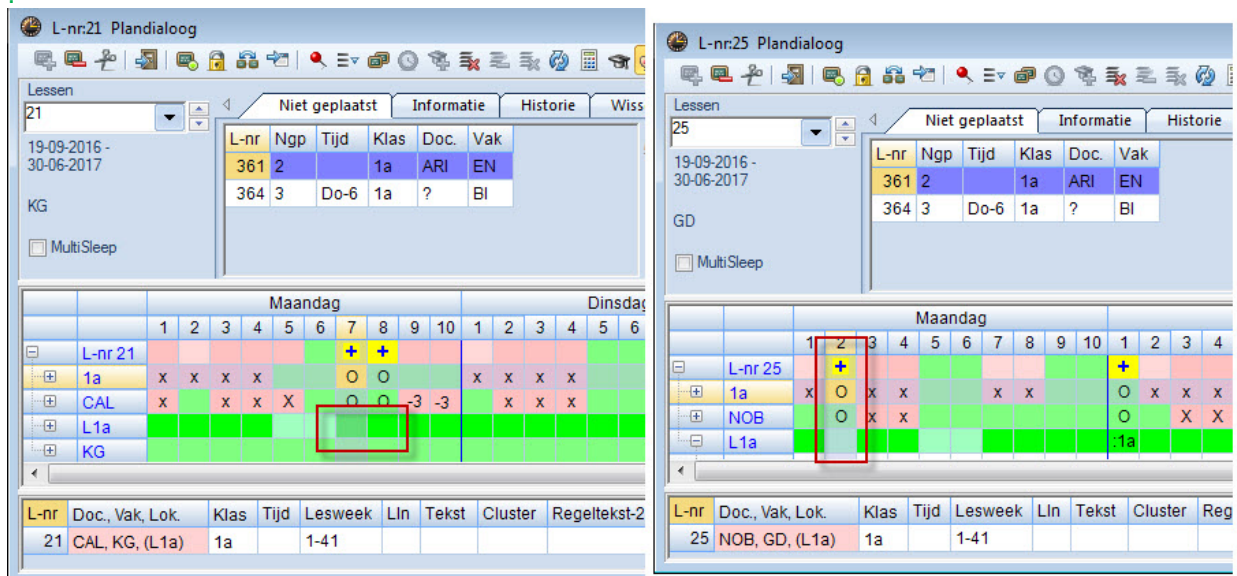 L-nr:21 Plandialoog
Lessen
21
19-09-2016 -
30-06-2017
KG
MultiSleep
Niet geplaatst Informatie Historie Wiss
L-nr Ngp Tijd Klas Doc. Vak
361 2 1a ARI EN
364 3 Do-6 1a ? BI
Maandag Dinsdag
1 2 3 4 5 6 7 8 9 10 1 2 3 4 5 6
L-nr 21 + +
1a x x x x O O x x x x
CAL x x x X O O -3 -3 x x x
L1a
KG
L-nr Doc., Vak, Lok. Klas Tijd Lesweek Lln Tekst Cluster Regeltekst-2
21 CAL, KG, (L1a) 1a 1-41
L-nr:25 Plandialoog
Lessen
25
19-09-2016 -
30-06-2017
GD
MultiSleep
Niet geplaatst Informatie Historie
L-nr Ngp Tijd Klas Doc. Vak
361 2 1a ARI EN
364 3 Do-6 1a ? BI
Maandag
1 2 3 4 5 6 7 8 9 10 1 2 3 4
L-nr 25 + +
1a x O x x x x O x x x
NOB O x x O X X
L1a :1a
L-nr Doc., Vak, Lok. Klas Tijd Lesweek Lln Tekst Cluster Reg
25 NOB, GD, (L1a) 1a 1-41